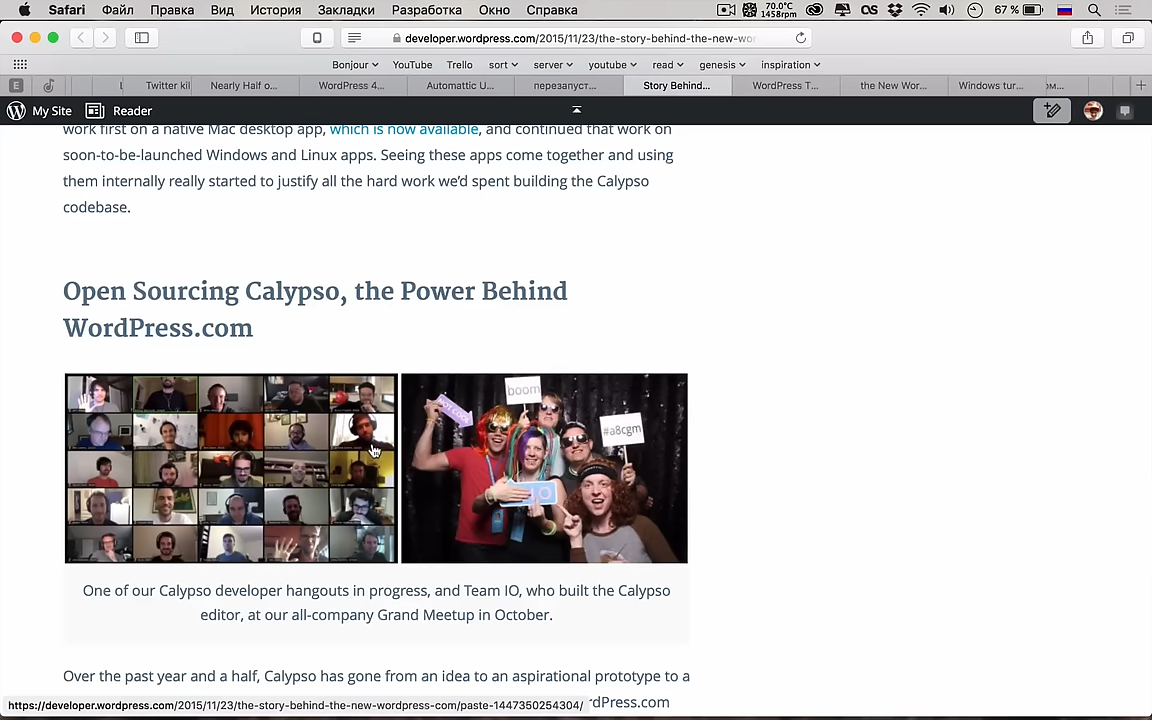 Safari Файл Правка Вид История Закладки Разработка Окно Справка 70.0°C 1458rpm 67 %
developer.wordpress.com/2015/11/23/the-story-behind-the-new-wo
Bonjour YouTube Trello sort server youtube read genesis inspiration
E Twitter kil Nearly Half o... WordPress 4... Automatic U... перезапуст... Story Behind... WordPress T... the New Wor... Windows tur...
My Site Reader
work first on a native Mac desktop app, which is now available, and continued that work on
soon-to-be-launched Windows and Linux apps. Seeing these apps come together and using
them internally really started to justify all the hard work we’d spent building the Calypso
codebase.
Open Sourcing Calypso, the Power Behind
WordPress.com
boom
#a8cgm
IO
One of our Calypso developer hangouts in progress, and Team IO, who built the Calypso
editor, at our all-company Grand Meetup in October.
Over the past year and a half, Calypso has gone from an idea to an aspirational prototype to a
https://developer.wordpress.com/2015/11/23/the-story-behind-the-new-wordpress-com/paste-1447350254304/ rdPress.com